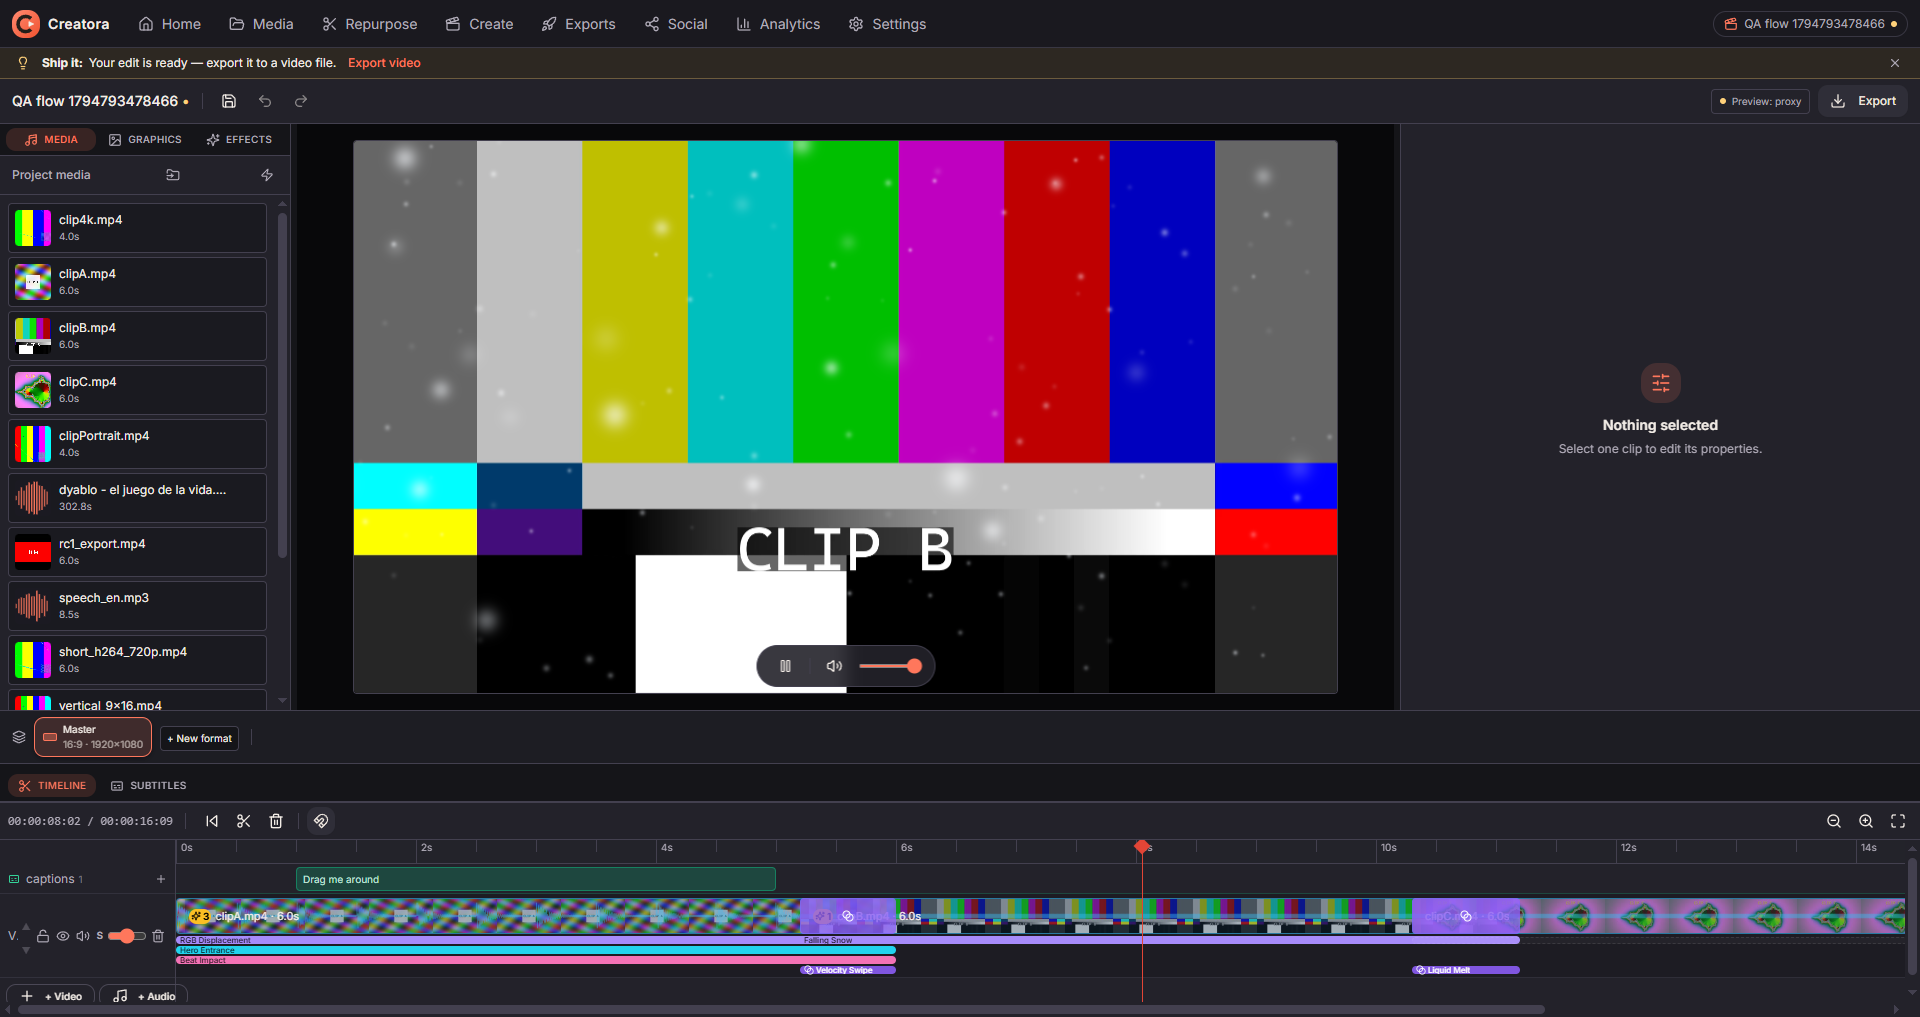 Creatora
Home
Media
Repurpose
Create
Exports
Social
Analytics
Settings
QA flow 1794793478466
Ship it: Your edit is ready — export it to a video file. Export video
QA flow 1794793478466
Preview: proxy
Export
MEDIA
GRAPHICS
EFFECTS
Project media
clip4k.mp4
4.0s
clipA.mp4
6.0s
clipB.mp4
6.0s
clipC.mp4
6.0s
clipPortrait.mp4
4.0s
dyablo - el juego de la vida....
302.8s
rc1_export.mp4
6.0s
speech_en.mp3
8.5s
short_h264_720p.mp4
6.0s
vertical_9x16.mp4
CLIP B
Nothing selected
Select one clip to edit its properties.
Master
16:9 · 1920×1080
+ New format
TIMELINE
SUBTITLES
00:00:08:02 / 00:00:16:09
0s
2s
4s
6s
10s
12s
14s
captions 1
Drag me around
3 clipA.mp4 · 6.0s
1
6.0s
clipC.mp4 · 6.0s
V.
S
RGB Displacement
Falling Snow
Hero Entrance
Beat Impact
Velocity Swipe
Liquid Melt
+ Video
+ Audio